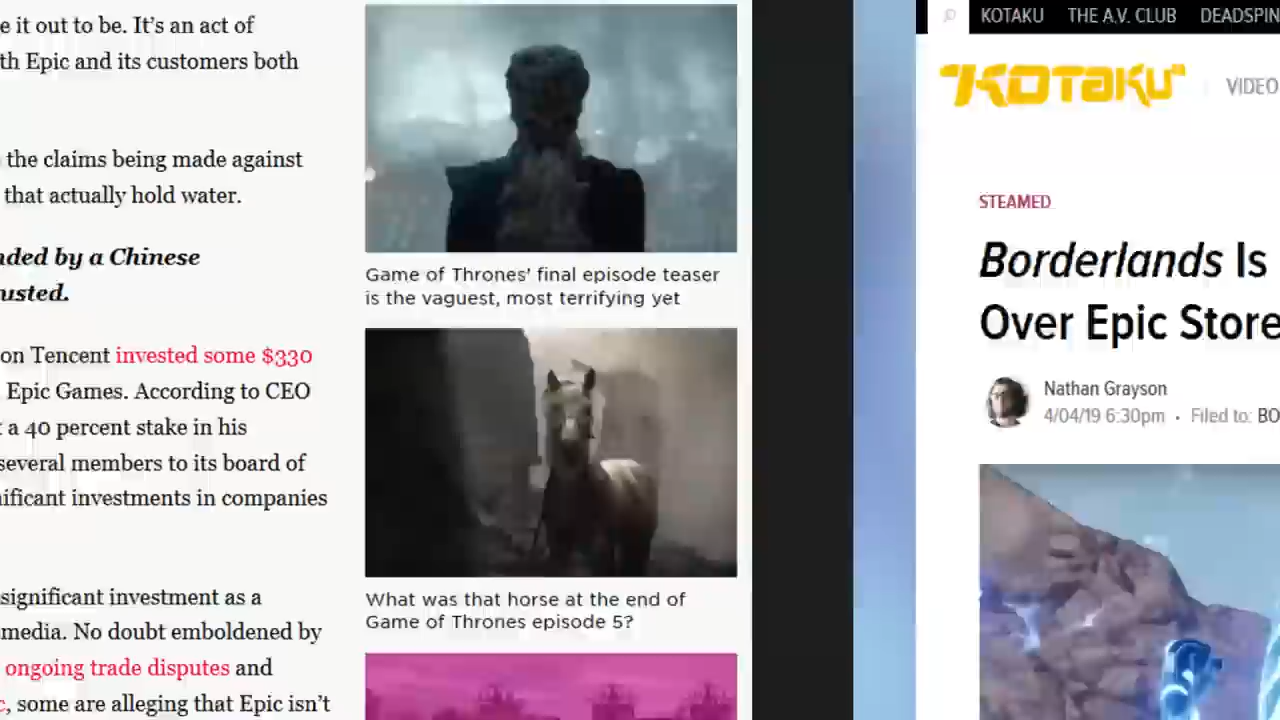 e it out to be. It's an act of
th Epic and its customers both
the claims being made against
that actually hold water.
nded by a Chinese
usted.
on Tencent invested some $330
Epic Games. According to CEO
t a 40 percent stake in his
several members to its board of
nificant investments in companies
significant investment as a
media. No doubt emboldened by
ongoing trade disputes and
c, some are alleging that Epic isn't
Game of Thrones' final episode teaser
is the vaguest, most terrifying yet
What was that horse at the end of
Game of Thrones episode 5?
KOTAKU THE A.V. CLUB DEADSPIN
KOTAKU VIDEO
STEAMED
Borderlands Is
Over Epic Store
Nathan Grayson
4/04/19 6:30pm • Filed to: BO